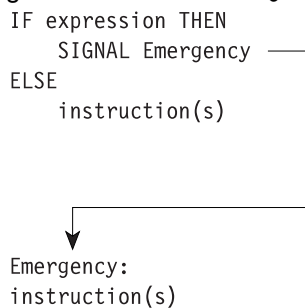 IF expression THEN
SIGNAL Emergency
ELSE
instruction(s)
Emergency:
instruction(s)